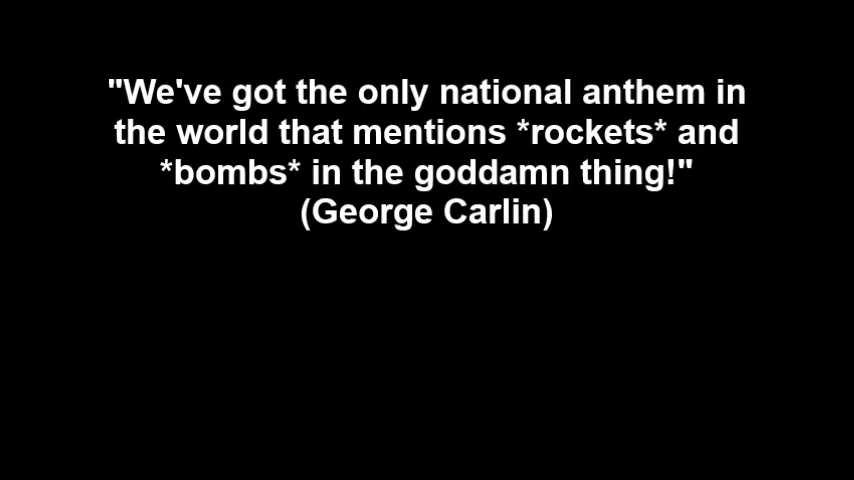 "We've got the only national anthem in
the world that mentions *rockets* and
*bombs* in the goddamn thing!"
(George Carlin)